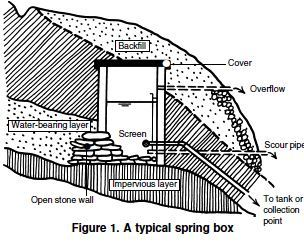 Backfill
Cover
Overflow
Water-bearing layer
Screen
Scour pipe
Impervious layer
Open stone wall
To tank or
collection
point
Figure 1. A typical spring box